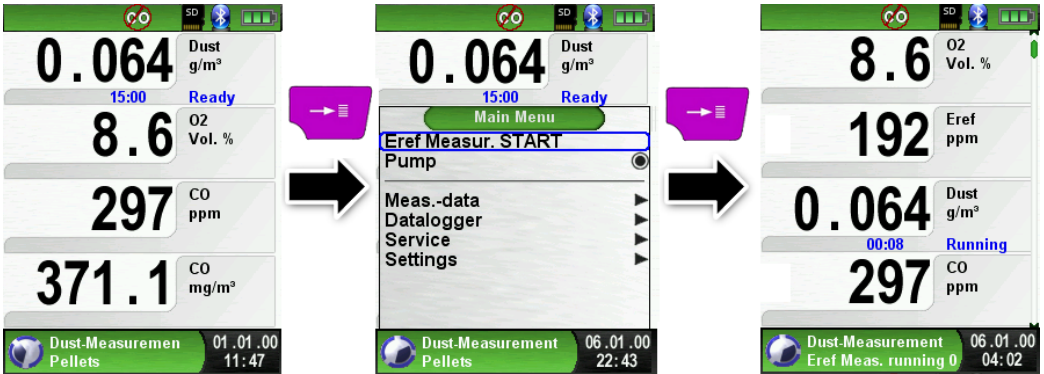 CO SD
0.064 Dust
g/m³
15:00 Ready
8.6 O2
Vol. %
297 CO
ppm
371.1 CO
mg/m³
Dust-Measuremen 01.01.00
Pellets 11:47
CO SD
0.064 Dust
g/m³
15:00 Ready
Main Menu
Eref Measur. START
Pump
Meas.-data
Datalogger
Service
Settings
Dust-Measurement 06.01.00
Pellets 22:43
CO SD
8.6 O2
Vol. %
192 Eref
ppm
0.064 Dust
g/m³
00:08 Running
297 CO
ppm
Dust-Measurement 06.01.00
Eref Meas. running 0 04:02